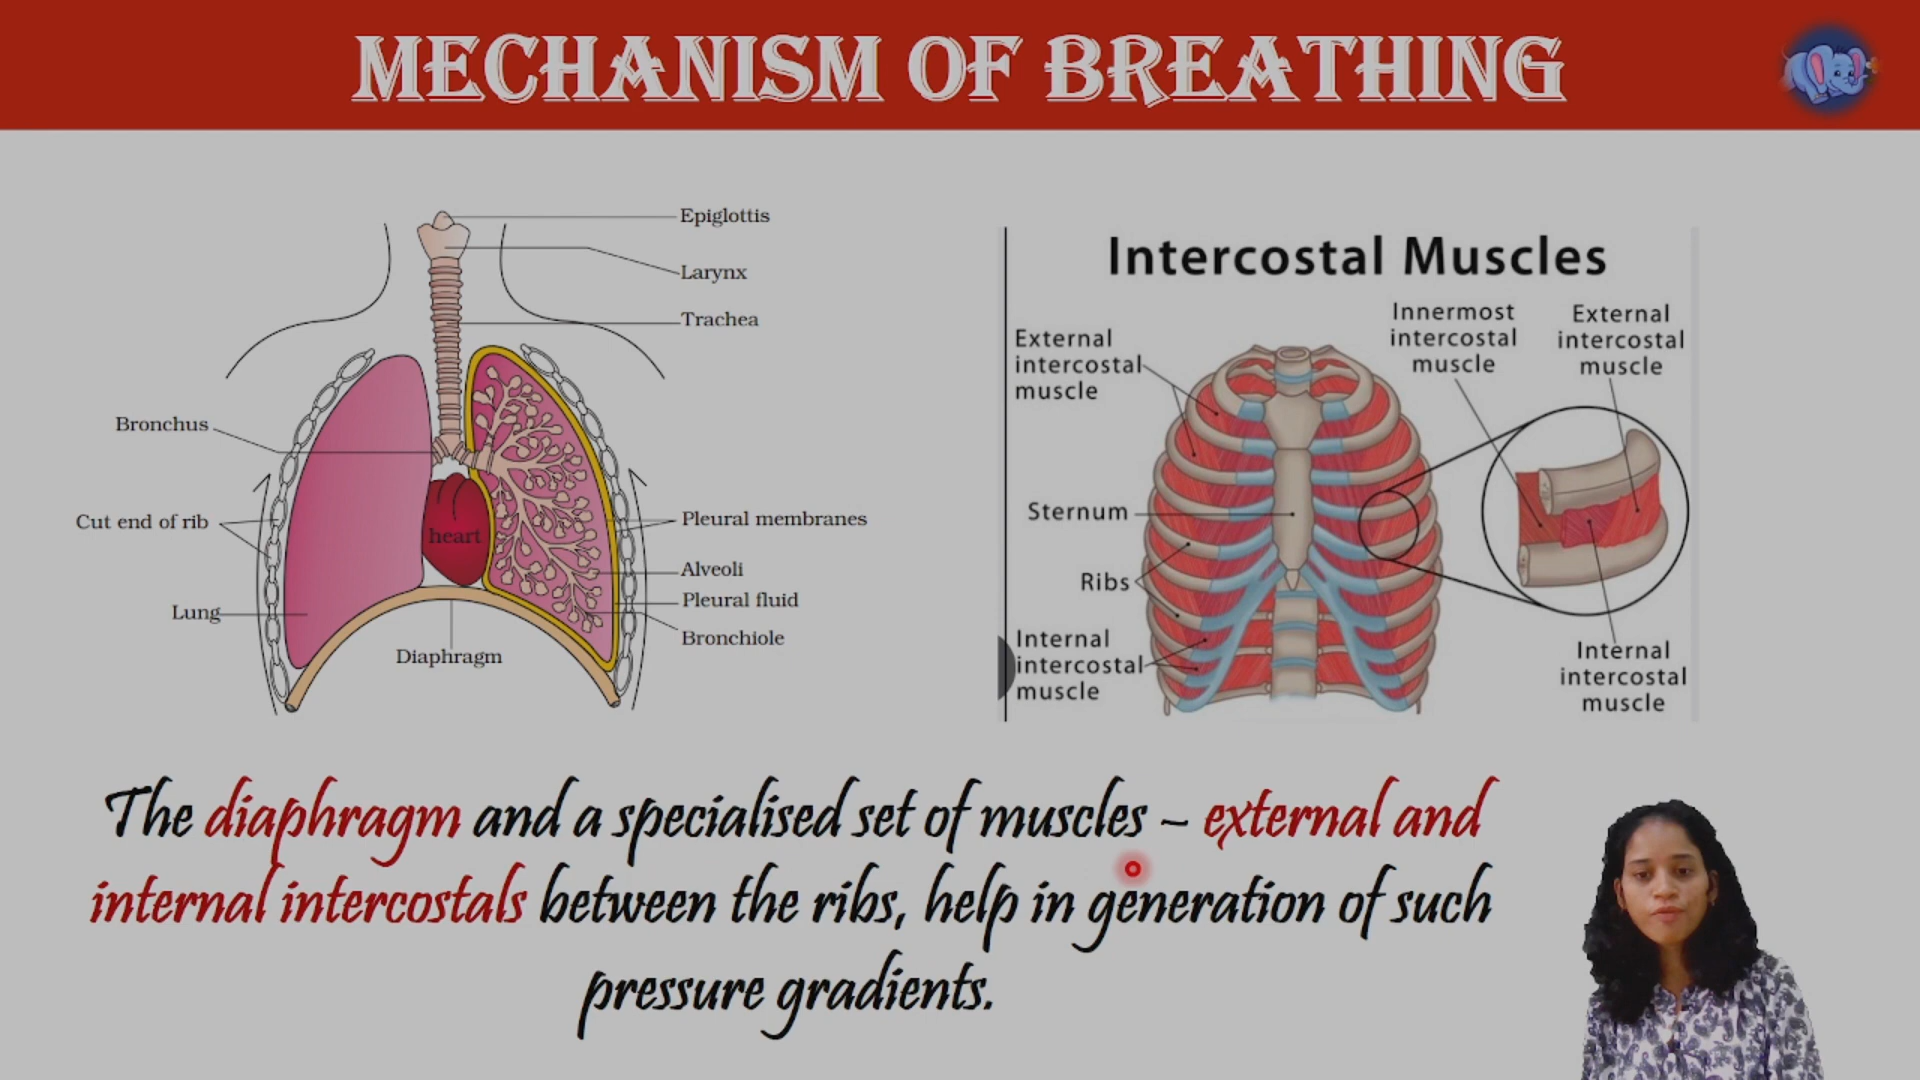 MECHANISM OF BREATHING
Epiglottis
Larynx
Trachea
Bronchus
Cut end of rib
heart
Pleural membranes
Alveoli
Pleural fluid
Lung
Bronchiole
Diaphragm
Intercostal Muscles
External
intercostal
muscle
Innermost
intercostal
muscle
External
intercostal
muscle
Sternum
Ribs
Internal
intercostal
muscle
Internal
intercostal
muscle
The diaphragm and a specialised set of muscles – external and
internal intercostals between the ribs, help in generation of such
pressure gradients.